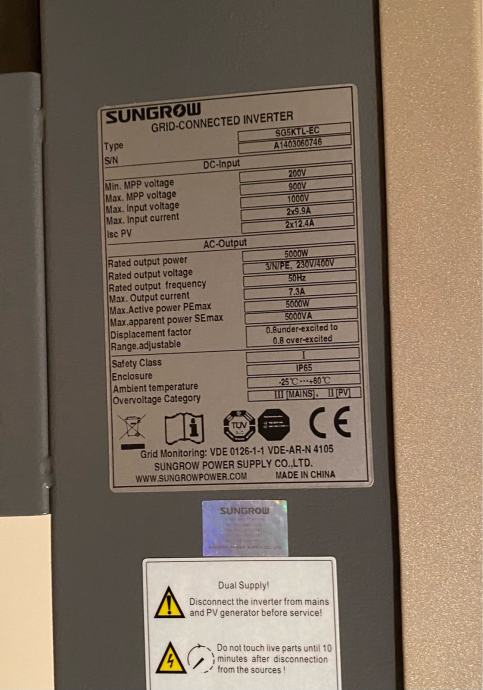 SUNGROW
GRID-CONNECTED INVERTER
Type SG5KTL-EC
S/N A1403060746
DC-Input
Min. MPP voltage 200V
Max. MPP voltage 900V
Max. Input voltage 1000V
Max. Input current 2x9.9A
Isc PV 2x12.4A
AC-Output
Rated output power 5000W
Rated output voltage 3/N/PE, 230V/400V
Rated output frequency 50Hz
Max. Output current 7.3A
Max.Active power PEmax 5000W
Max.apparent power SEmax 5000VA
Displacement factor 0.8under-excited to
Range.adjustable 0.8 over-excited
Safety Class I
Enclosure IP65
Ambient temperature -25℃···+60℃
Overvoltage Category III [MAINS], II [PV]
TÜV
CE
Grid Monitoring: VDE 0126-1-1 VDE-AR-N 4105
SUNGROW POWER SUPPLY CO.,LTD.
WWW.SUNGROWPOWER.COM MADE IN CHINA
SUNGROW
Dual Supply!
Disconnect the inverter from mains
and PV generator before service!
Do not touch live parts until 10
minutes after disconnection
from the sources !